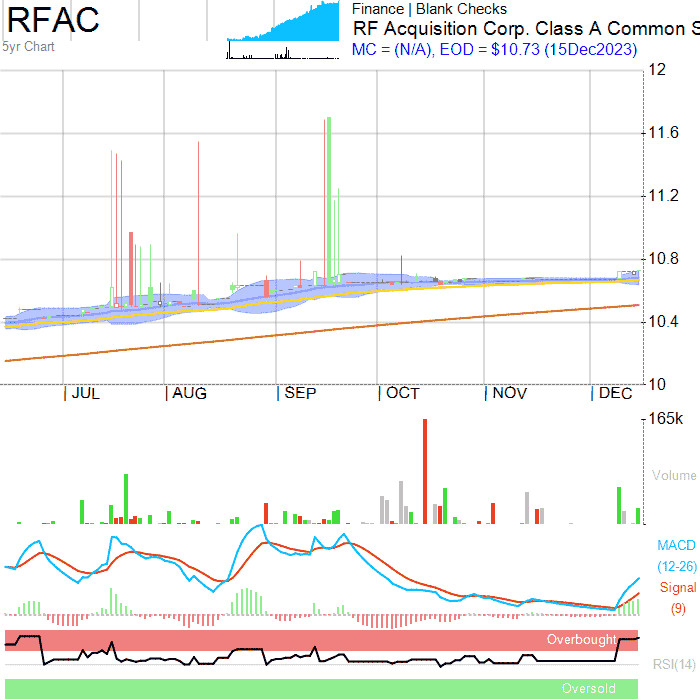 RFAC
5yr Chart
Finance | Blank Checks
RF Acquisition Corp. Class A Common S
MC = (N/A), EOD = $10.73 (15Dec2023)
12
11.6
11.2
10.8
10.4
10
JUL
AUG
SEP
OCT
NOV
DEC
165k
Volume
MACD
(12-26)
Signal
(9)
Overbought
RSI(14)
Oversold